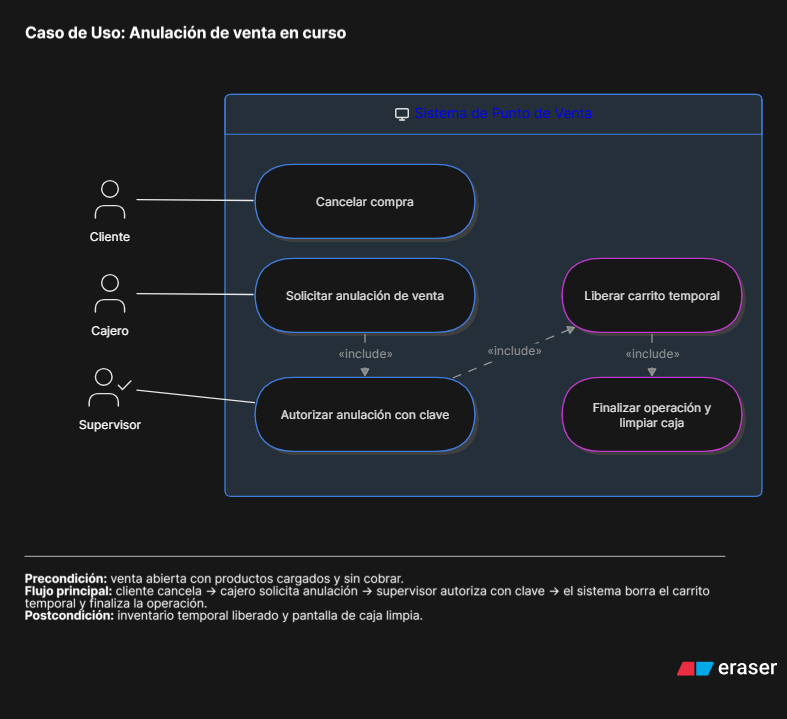 Caso de Uso: Anulación de venta en curso
Sistema de Punto de Venta
Cancelar compra
Cliente
Solicitar anulación de venta
Liberar carrito temporal
Cajero
«include»
«include»
«include»
Supervisor
Autorizar anulación con clave
Finalizar operación y
limpiar caja
Precondición: venta abierta con productos cargados y sin cobrar.
Flujo principal: cliente cancela → cajero solicita anulación → supervisor autoriza con clave → el sistema borra el carrito
temporal y finaliza la operación.
Postcondición: inventario temporal liberado y pantalla de caja limpia.
eraser